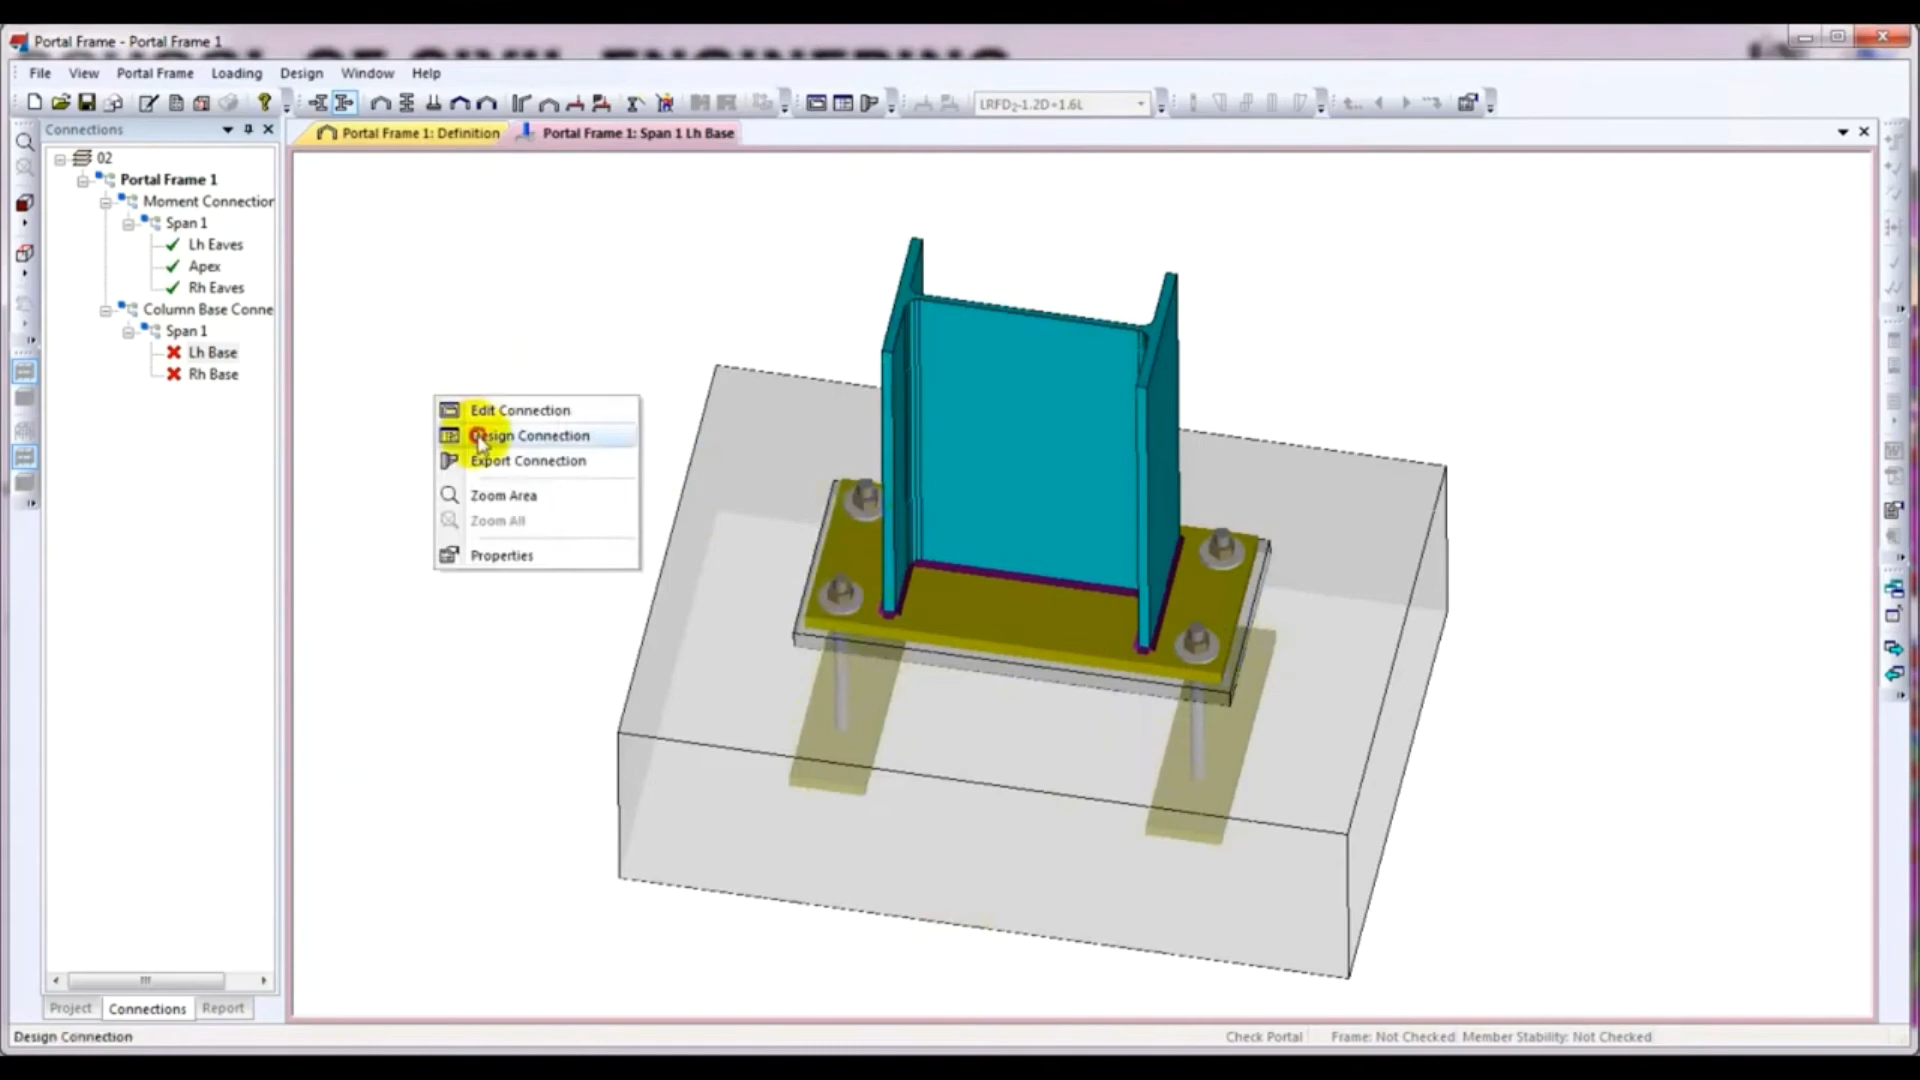 Portal Frame - Portal Frame 1
File View Portal Frame Loading Design Window Help
LRFD2-1.2D+1.6L
Connections
Portal Frame 1: Definition
Portal Frame 1: Span 1 Lh Base
02
Portal Frame 1
Moment Connection
Span 1
Lh Eaves
Apex
Rh Eaves
Column Base Conne
Span 1
Lh Base
Rh Base
Edit Connection
Design Connection
Export Connection
Zoom Area
Zoom All
Properties
Project Connections Report
Design Connection
Check Portal Frame: Not Checked Member Stability: Not Checked